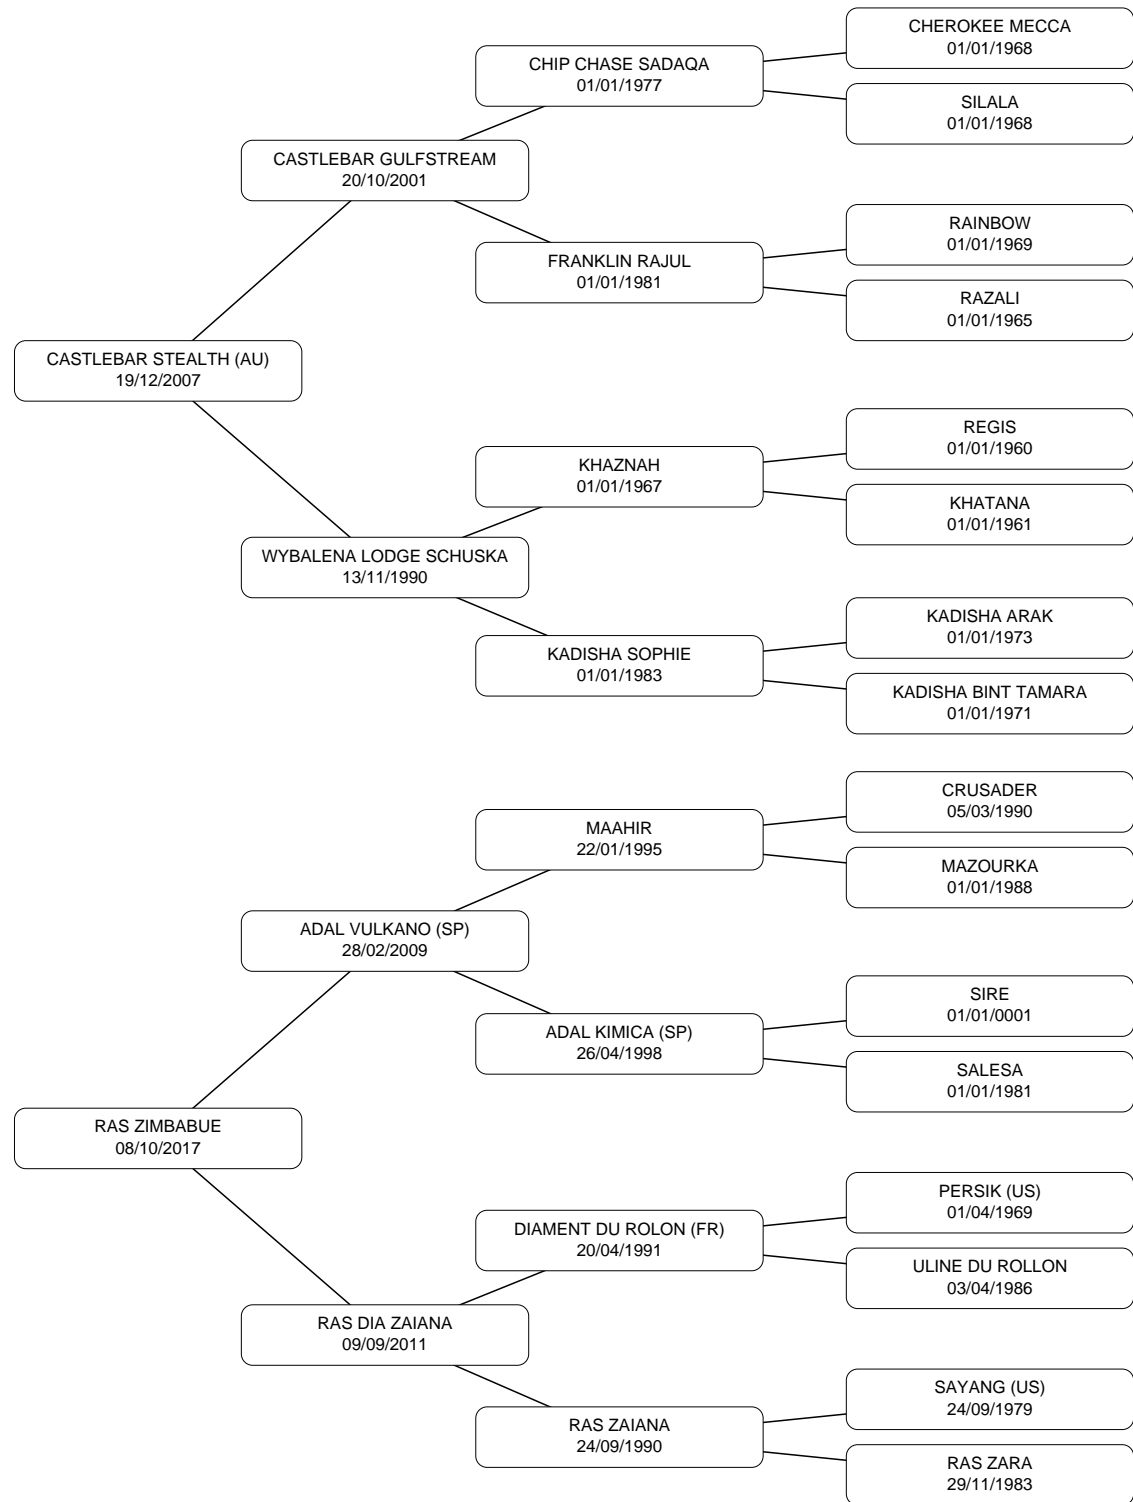 CHEROKEE MECCA
01/01/1968
CHIP CHASE SADAQA
01/01/1977
SILALA
01/01/1968
CASTLEBAR GULFSTREAM
20/10/2001
RAINBOW
01/01/1969
FRANKLIN RAJUL
01/01/1981
RAZALI
01/01/1965
CASTLEBAR STEALTH (AU)
19/12/2007
REGIS
01/01/1960
KHAZNAH
01/01/1967
KHATANA
01/01/1961
WYBALENA LODGE SCHUSKA
13/11/1990
KADISHA ARAK
01/01/1973
KADISHA SOPHIE
01/01/1983
KADISHA BINT TAMARA
01/01/1971
CRUSADER
05/03/1990
MAAHIR
22/01/1995
MAZOURKA
01/01/1988
ADAL VULKANO (SP)
28/02/2009
SIRE
01/01/0001
ADAL KIMICA (SP)
26/04/1998
SALESA
01/01/1981
RAS ZIMBABUE
08/10/2017
PERSIK (US)
01/04/1969
DIAMENT DU ROLON (FR)
20/04/1991
ULINE DU ROLLON
03/04/1986
RAS DIA ZAIANA
09/09/2011
SAYANG (US)
24/09/1979
RAS ZAIANA
24/09/1990
RAS ZARA
29/11/1983